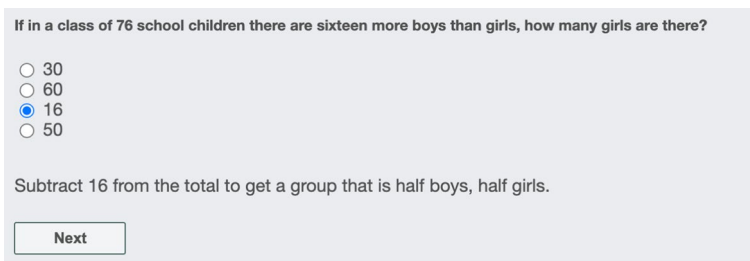 If in a class of 76 school children there are sixteen more boys than girls, how many girls are there?
30
60
16
50
Subtract 16 from the total to get a group that is half boys, half girls.
Next